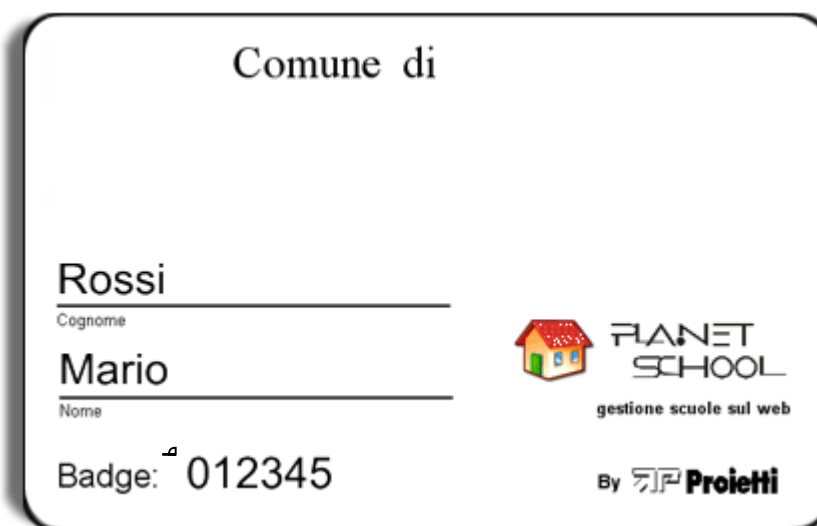 Comune di
Rossi
Cognome
Mario
Nome
Badge: 012345
PLANET
SCHOOL
gestione scuole sul web
By Proietti